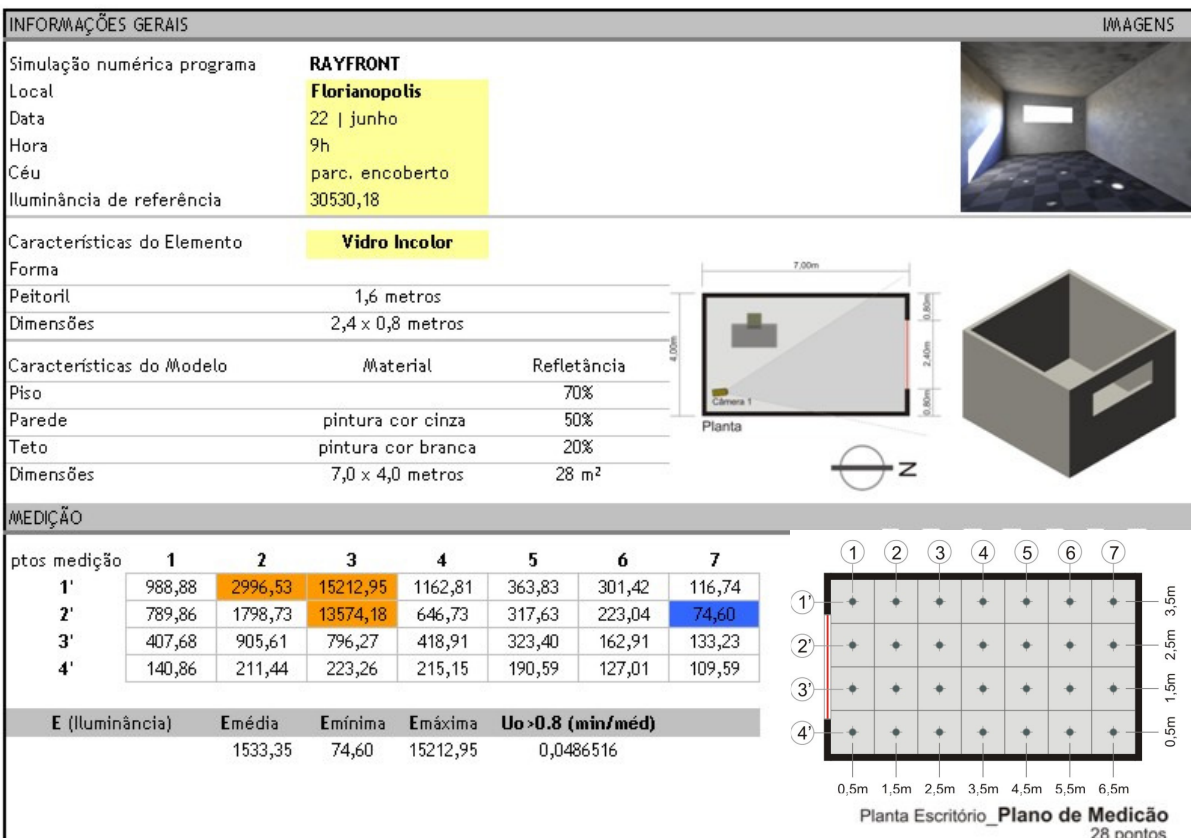 INFORMAÇÕES GERAIS IMAGENS
Simulação numérica programa RAYFRONT
Local Florianopolis
Data 22 | junho
Hora 9h
Céu parc. encoberto
Iluminância de referência 30530,18
Características do Elemento Vidro Incolor
Forma
Peitoril 1,6 metros
Dimensões 2,4 x 0,8 metros
Características do Modelo Material Refletância
Piso 70%
Parede pintura cor cinza 50%
Teto pintura cor branca 20%
Dimensões 7,0 x 4,0 metros 28 m²
7,00m
4,00m
0,80m
2,40m
0,80m
Câmera 1
Planta
N
MEDIÇÃO
ptos medição 1 2 3 4 5 6 7
1' 988,88 2996,53 15212,95 1162,81 363,83 301,42 116,74
2' 789,86 1798,73 13574,18 646,73 317,63 223,04 74,60
3' 407,68 905,61 796,27 418,91 323,40 162,91 133,23
4' 140,86 211,44 223,26 215,15 190,59 127,01 109,59
E (Iluminância) Emédia Emínima Emáxima Uo>0.8 (min/méd)
1533,35 74,60 15212,95 0,0486516
1 2 3 4 5 6 7
1' 3,5m
2' 2,5m
3' 1,5m
4' 0,5m
0,5m 1,5m 2,5m 3,5m 4,5m 5,5m 6,5m
Planta Escritório_Plano de Medicão
28 pontos